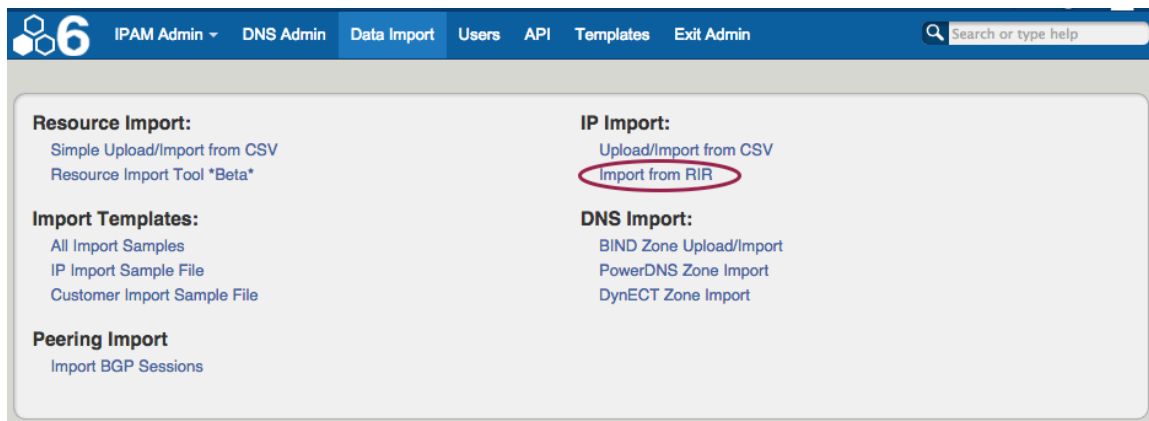 6 IPAM Admin DNS Admin Data Import Users API Templates Exit Admin Search or type help
Resource Import:
Simple Upload/Import from CSV
Resource Import Tool *Beta*
Import Templates:
All Import Samples
IP Import Sample File
Customer Import Sample File
Peering Import
Import BGP Sessions
IP Import:
Upload/Import from CSV
Import from RIR
DNS Import:
BIND Zone Upload/Import
PowerDNS Zone Import
DynECT Zone Import